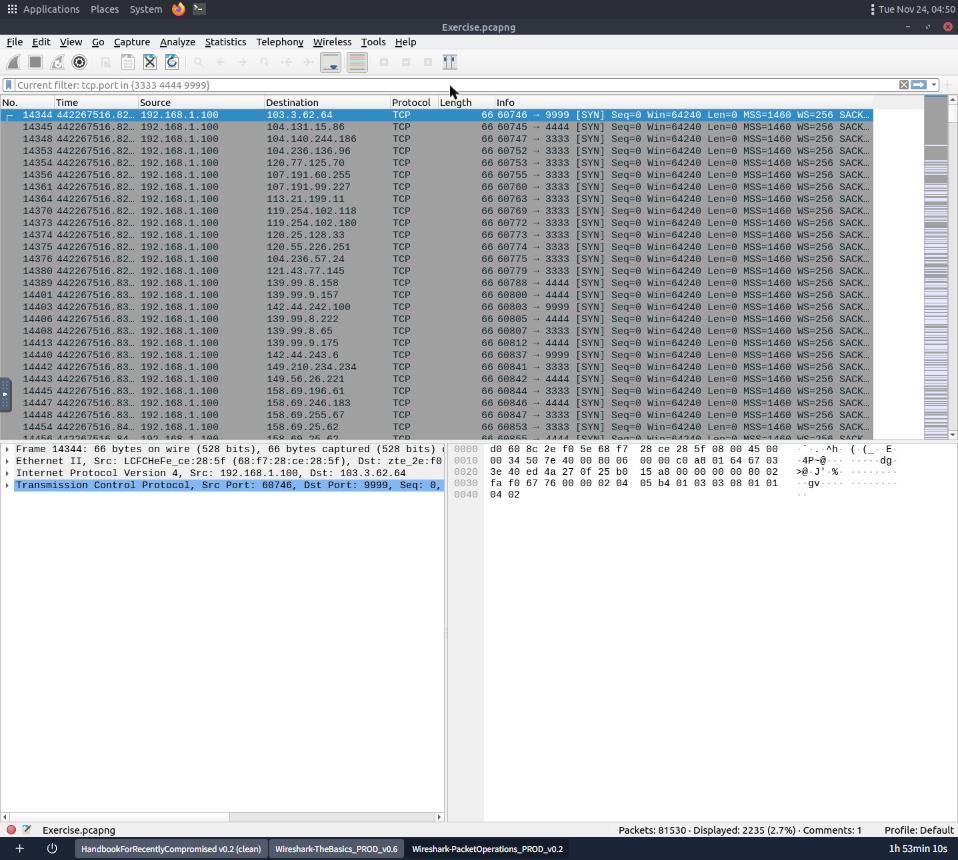 Applications Places System Tue Nov 24, 04:50
Exercise.pcapng
File Edit View Go Capture Analyze Statistics Telephony Wireless Tools Help
Current filter: tcp.port in {3333 4444 9999}
No. Time Source Destination Protocol Length Info
14344 442267516.82… 192.168.1.100 103.3.62.64 TCP 66 60746 → 9999 [SYN] Seq=0 Win=64240 Len=0 MSS=1460 WS=256 SACK…
14345 442267516.82… 192.168.1.100 104.131.15.86 TCP 66 60745 → 4444 [SYN] Seq=0 Win=64240 Len=0 MSS=1460 WS=256 SACK…
14348 442267516.82… 192.168.1.100 104.140.244.186 TCP 66 60747 → 3333 [SYN] Seq=0 Win=64240 Len=0 MSS=1460 WS=256 SACK…
14353 442267516.82… 192.168.1.100 104.236.136.96 TCP 66 60752 → 3333 [SYN] Seq=0 Win=64240 Len=0 MSS=1460 WS=256 SACK…
14354 442267516.82… 192.168.1.100 120.77.125.70 TCP 66 60753 → 3333 [SYN] Seq=0 Win=64240 Len=0 MSS=1460 WS=256 SACK…
14356 442267516.82… 192.168.1.100 107.191.60.255 TCP 66 60755 → 3333 [SYN] Seq=0 Win=64240 Len=0 MSS=1460 WS=256 SACK…
14361 442267516.82… 192.168.1.100 107.191.99.227 TCP 66 60760 → 3333 [SYN] Seq=0 Win=64240 Len=0 MSS=1460 WS=256 SACK…
14364 442267516.82… 192.168.1.100 113.21.199.11 TCP 66 60763 → 3333 [SYN] Seq=0 Win=64240 Len=0 MSS=1460 WS=256 SACK…
14370 442267516.82… 192.168.1.100 119.254.102.118 TCP 66 60769 → 3333 [SYN] Seq=0 Win=64240 Len=0 MSS=1460 WS=256 SACK…
14373 442267516.82… 192.168.1.100 119.254.102.180 TCP 66 60772 → 3333 [SYN] Seq=0 Win=64240 Len=0 MSS=1460 WS=256 SACK…
14374 442267516.82… 192.168.1.100 120.25.128.33 TCP 66 60773 → 3333 [SYN] Seq=0 Win=64240 Len=0 MSS=1460 WS=256 SACK…
14375 442267516.82… 192.168.1.100 120.55.226.251 TCP 66 60774 → 3333 [SYN] Seq=0 Win=64240 Len=0 MSS=1460 WS=256 SACK…
14376 442267516.82… 192.168.1.100 104.236.57.24 TCP 66 60775 → 3333 [SYN] Seq=0 Win=64240 Len=0 MSS=1460 WS=256 SACK…
14380 442267516.82… 192.168.1.100 121.43.77.145 TCP 66 60779 → 3333 [SYN] Seq=0 Win=64240 Len=0 MSS=1460 WS=256 SACK…
14389 442267516.82… 192.168.1.100 139.99.8.158 TCP 66 60788 → 4444 [SYN] Seq=0 Win=64240 Len=0 MSS=1460 WS=256 SACK…
14401 442267516.82… 192.168.1.100 139.99.9.157 TCP 66 60800 → 4444 [SYN] Seq=0 Win=64240 Len=0 MSS=1460 WS=256 SACK…
14403 442267516.82… 192.168.1.100 142.44.242.100 TCP 66 60803 → 9999 [SYN] Seq=0 Win=64240 Len=0 MSS=1460 WS=256 SACK…
14406 442267516.83… 192.168.1.100 139.99.8.222 TCP 66 60805 → 4444 [SYN] Seq=0 Win=64240 Len=0 MSS=1460 WS=256 SACK…
14408 442267516.83… 192.168.1.100 139.99.8.65 TCP 66 60807 → 3333 [SYN] Seq=0 Win=64240 Len=0 MSS=1460 WS=256 SACK…
14413 442267516.83… 192.168.1.100 139.99.9.175 TCP 66 60812 → 4444 [SYN] Seq=0 Win=64240 Len=0 MSS=1460 WS=256 SACK…
14440 442267516.83… 192.168.1.100 142.44.243.6 TCP 66 60837 → 9999 [SYN] Seq=0 Win=64240 Len=0 MSS=1460 WS=256 SACK…
14442 442267516.83… 192.168.1.100 149.210.234.234 TCP 66 60841 → 3333 [SYN] Seq=0 Win=64240 Len=0 MSS=1460 WS=256 SACK…
14443 442267516.83… 192.168.1.100 149.56.26.221 TCP 66 60842 → 4444 [SYN] Seq=0 Win=64240 Len=0 MSS=1460 WS=256 SACK…
14445 442267516.83… 192.168.1.100 158.69.196.61 TCP 66 60844 → 3333 [SYN] Seq=0 Win=64240 Len=0 MSS=1460 WS=256 SACK…
14447 442267516.83… 192.168.1.100 158.69.246.183 TCP 66 60846 → 4444 [SYN] Seq=0 Win=64240 Len=0 MSS=1460 WS=256 SACK…
14448 442267516.83… 192.168.1.100 158.69.255.67 TCP 66 60847 → 3333 [SYN] Seq=0 Win=64240 Len=0 MSS=1460 WS=256 SACK…
14454 442267516.84… 192.168.1.100 158.69.25.62 TCP 66 60853 → 3333 [SYN] Seq=0 Win=64240 Len=0 MSS=1460 WS=256 SACK…
14456 442267516.84… 192.168.1.100 158.69.25.62 TCP 66 60855 → 4444 [SYN] Seq=0 Win=64240 Len=0 MSS=1460 WS=256 SACK…
Frame 14344: 66 bytes on wire (528 bits), 66 bytes captured (528 bits)
Ethernet II, Src: LCFCHeFe_ce:28:5f (68:f7:28:ce:28:5f), Dst: zte_2e:f0
Internet Protocol Version 4, Src: 192.168.1.100, Dst: 103.3.62.64
Transmission Control Protocol, Src Port: 60746, Dst Port: 9999, Seq: 0,
0000 d0 60 8c 2e f0 5e 68 f7 28 ce 28 5f 08 00 45 00 ·`·.·^h· (·(_··E·
0010 00 34 50 7e 40 00 80 06 00 00 c0 a8 01 64 67 03 ·4P~@··· ·····dg·
0020 3e 40 ed 4a 27 0f 25 b0 15 a8 00 00 00 00 80 02 >@·J'·%· ········
0030 fa f0 67 76 00 00 02 04 05 b4 01 03 03 08 01 01 ··gv···· ········
0040 04 02 ··
Exercise.pcapng Packets: 81530 · Displayed: 2235 (2.7%) · Comments: 1 Profile: Default
HandbookForRecentlyCompromised v0.2 (clean) Wireshark-TheBasics_PROD_v0.6 Wireshark-PacketOperations_PROD_v0.2 1h 53min 10s